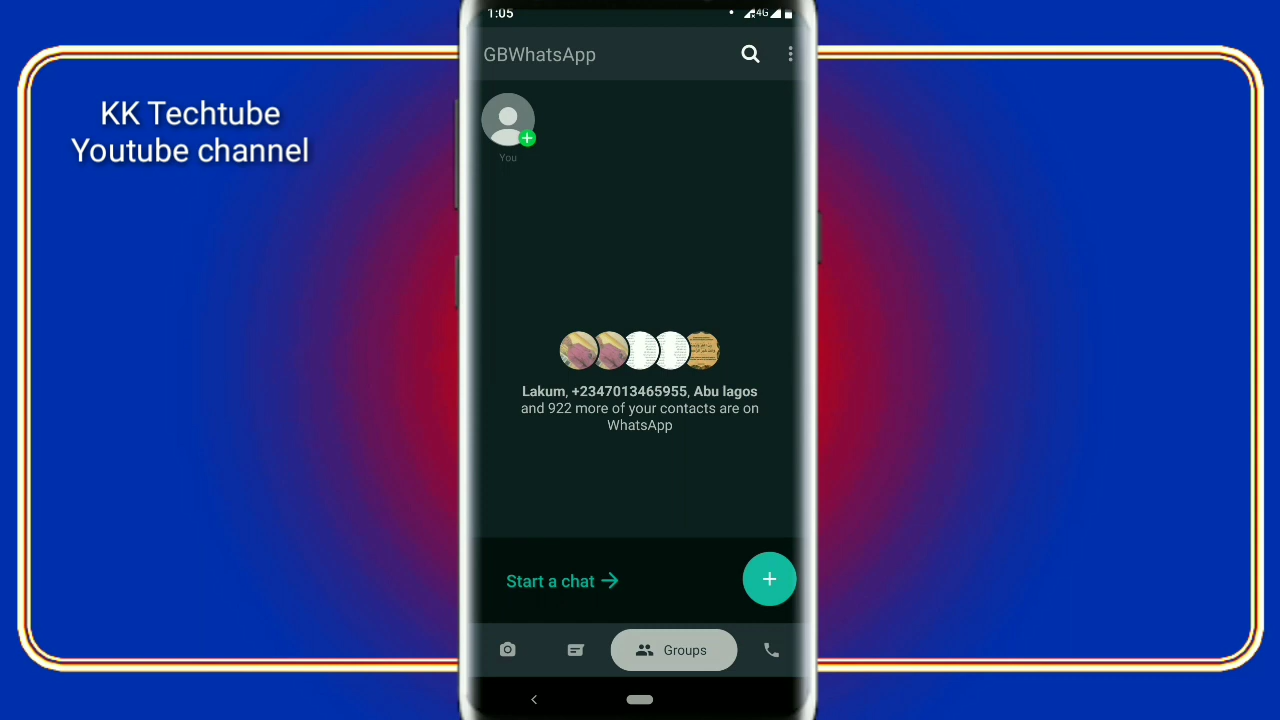 KK Techtube
Youtube channel
1:05
4G
GBWhatsApp
You
Lakum, +2347013465955, Abu lagos
and 922 more of your contacts are on
WhatsApp
Start a chat
Groups